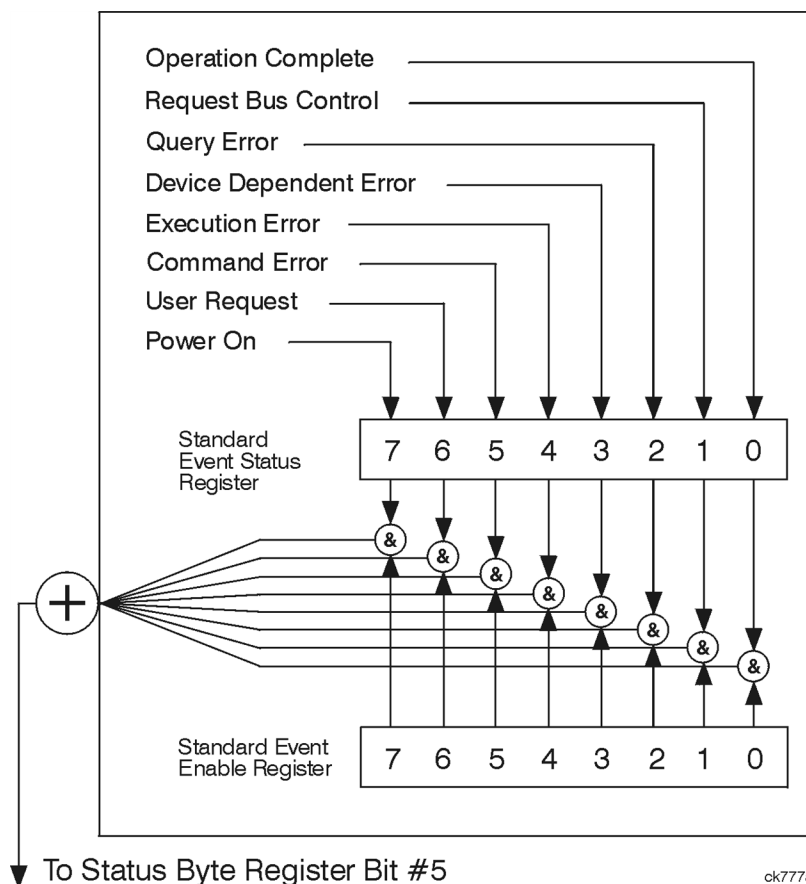 Operation Complete
Request Bus Control
Query Error
Device Dependent Error
Execution Error
Command Error
User Request
Power On
Standard
Event Status
Register
7 6 5 4 3 2 1 0
&
&
&
&
&
&
&
&
+
Standard Event
Enable Register
7 6 5 4 3 2 1 0
To Status Byte Register Bit #5
ck777